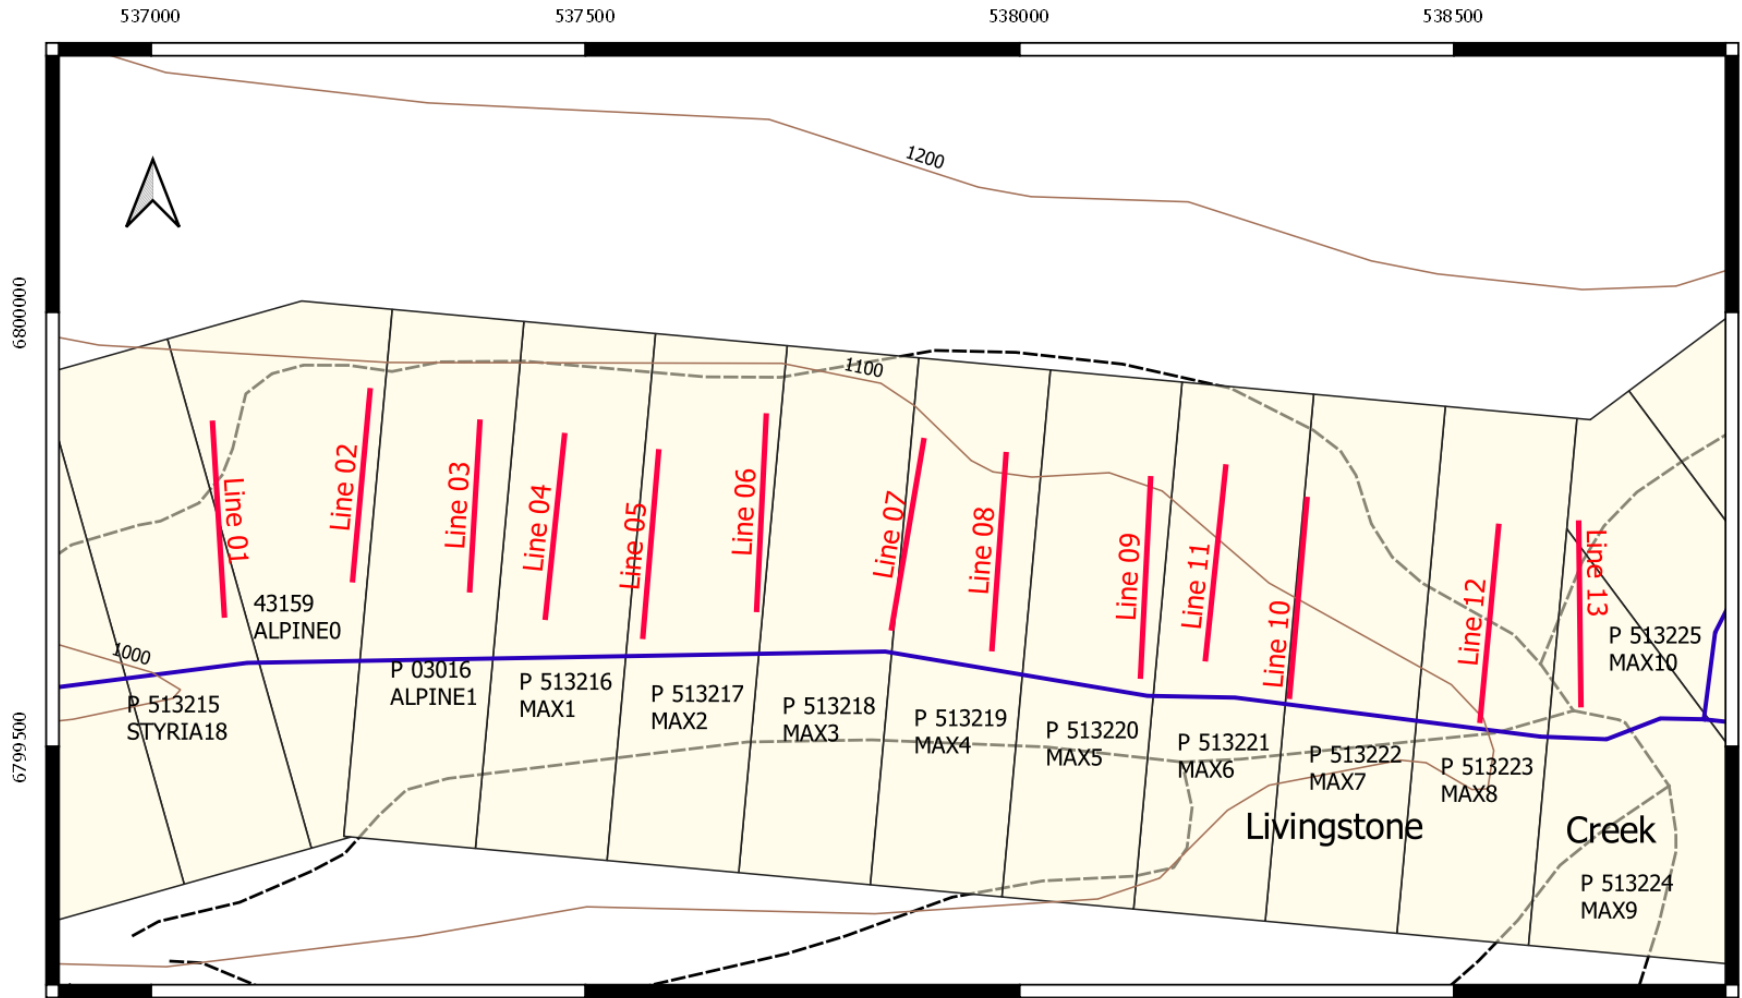 537000
537500
538000
538500
1200
6800000
1100
Line 01
Line 02
Line 03
Line 04
Line 05
Line 06
Line 07
Line 08
Line 09
Line 11
Line 10
Line 12
Line 13
43159
ALPINE0
1000
P 513215
STYRIA18
P 03016
ALPINE1
P 513216
MAX1
P 513217
MAX2
P 513218
MAX3
P 513219
MAX4
P 513220
MAX5
P 513221
MAX6
P 513222
MAX7
P 513223
MAX8
P 513225
MAX10
6799500
Livingstone
Creek
P 513224
MAX9